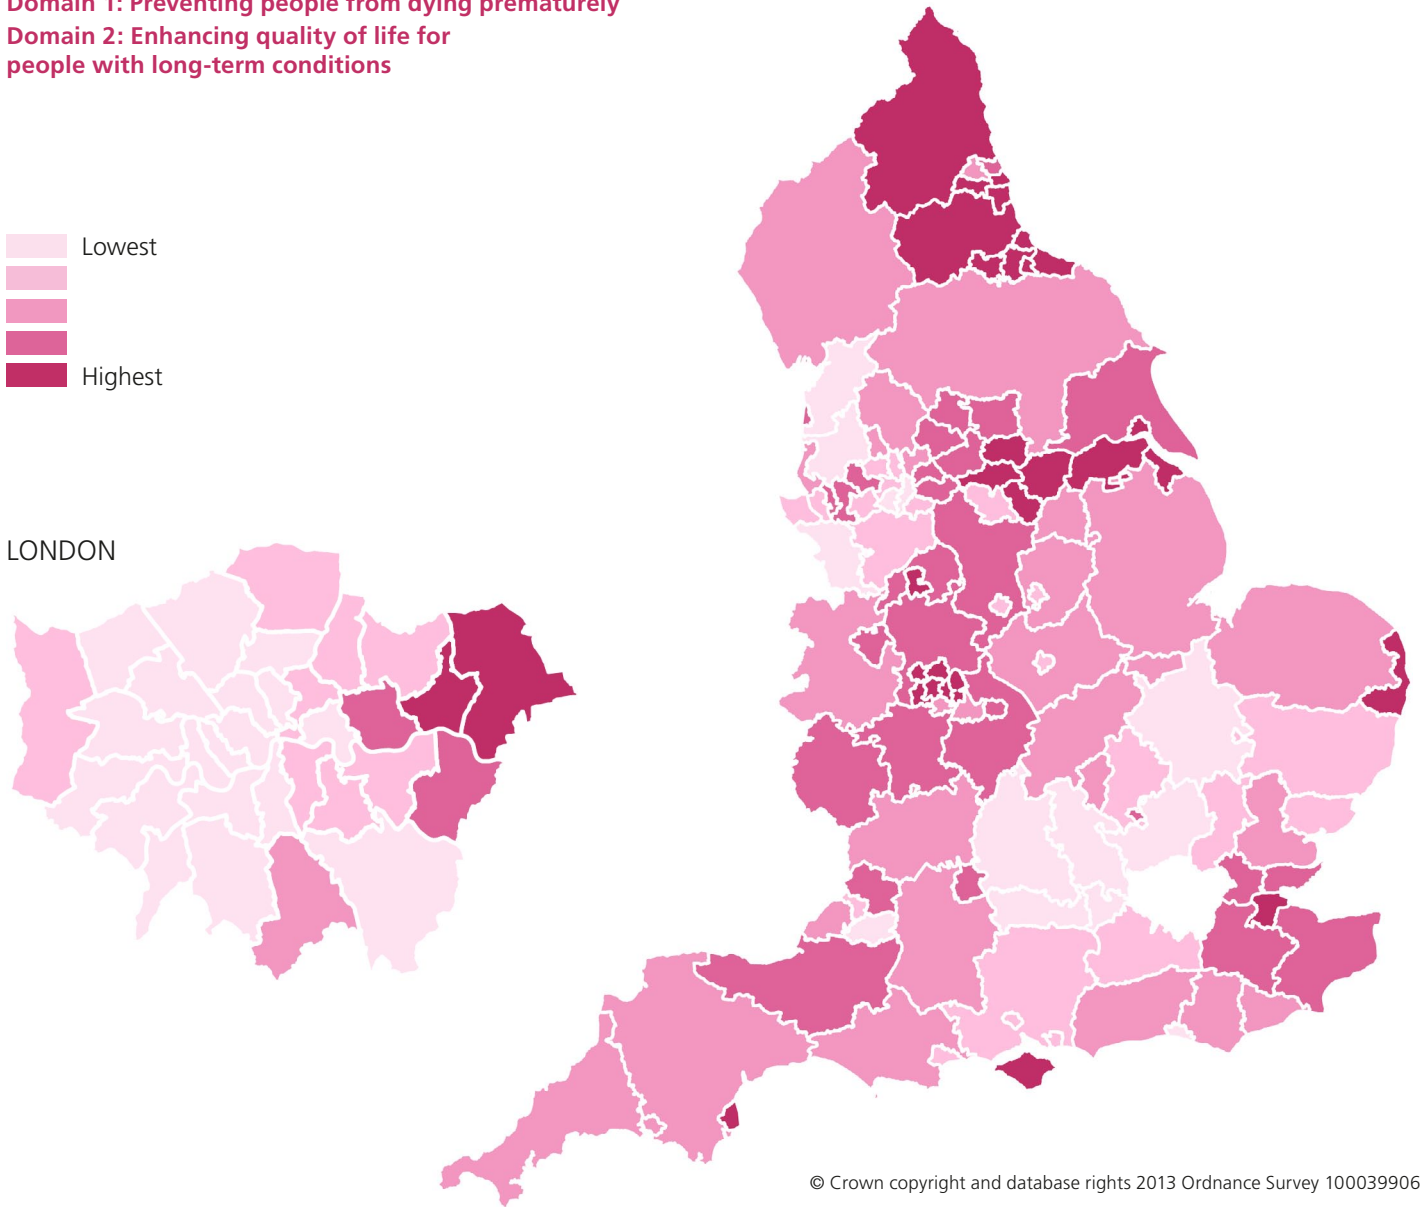 Domain 1: Preventing people from dying prematurely
Domain 2: Enhancing quality of life for
people with long-term conditions
Lowest
Highest
LONDON
© Crown copyright and database rights 2013 Ordnance Survey 100039906